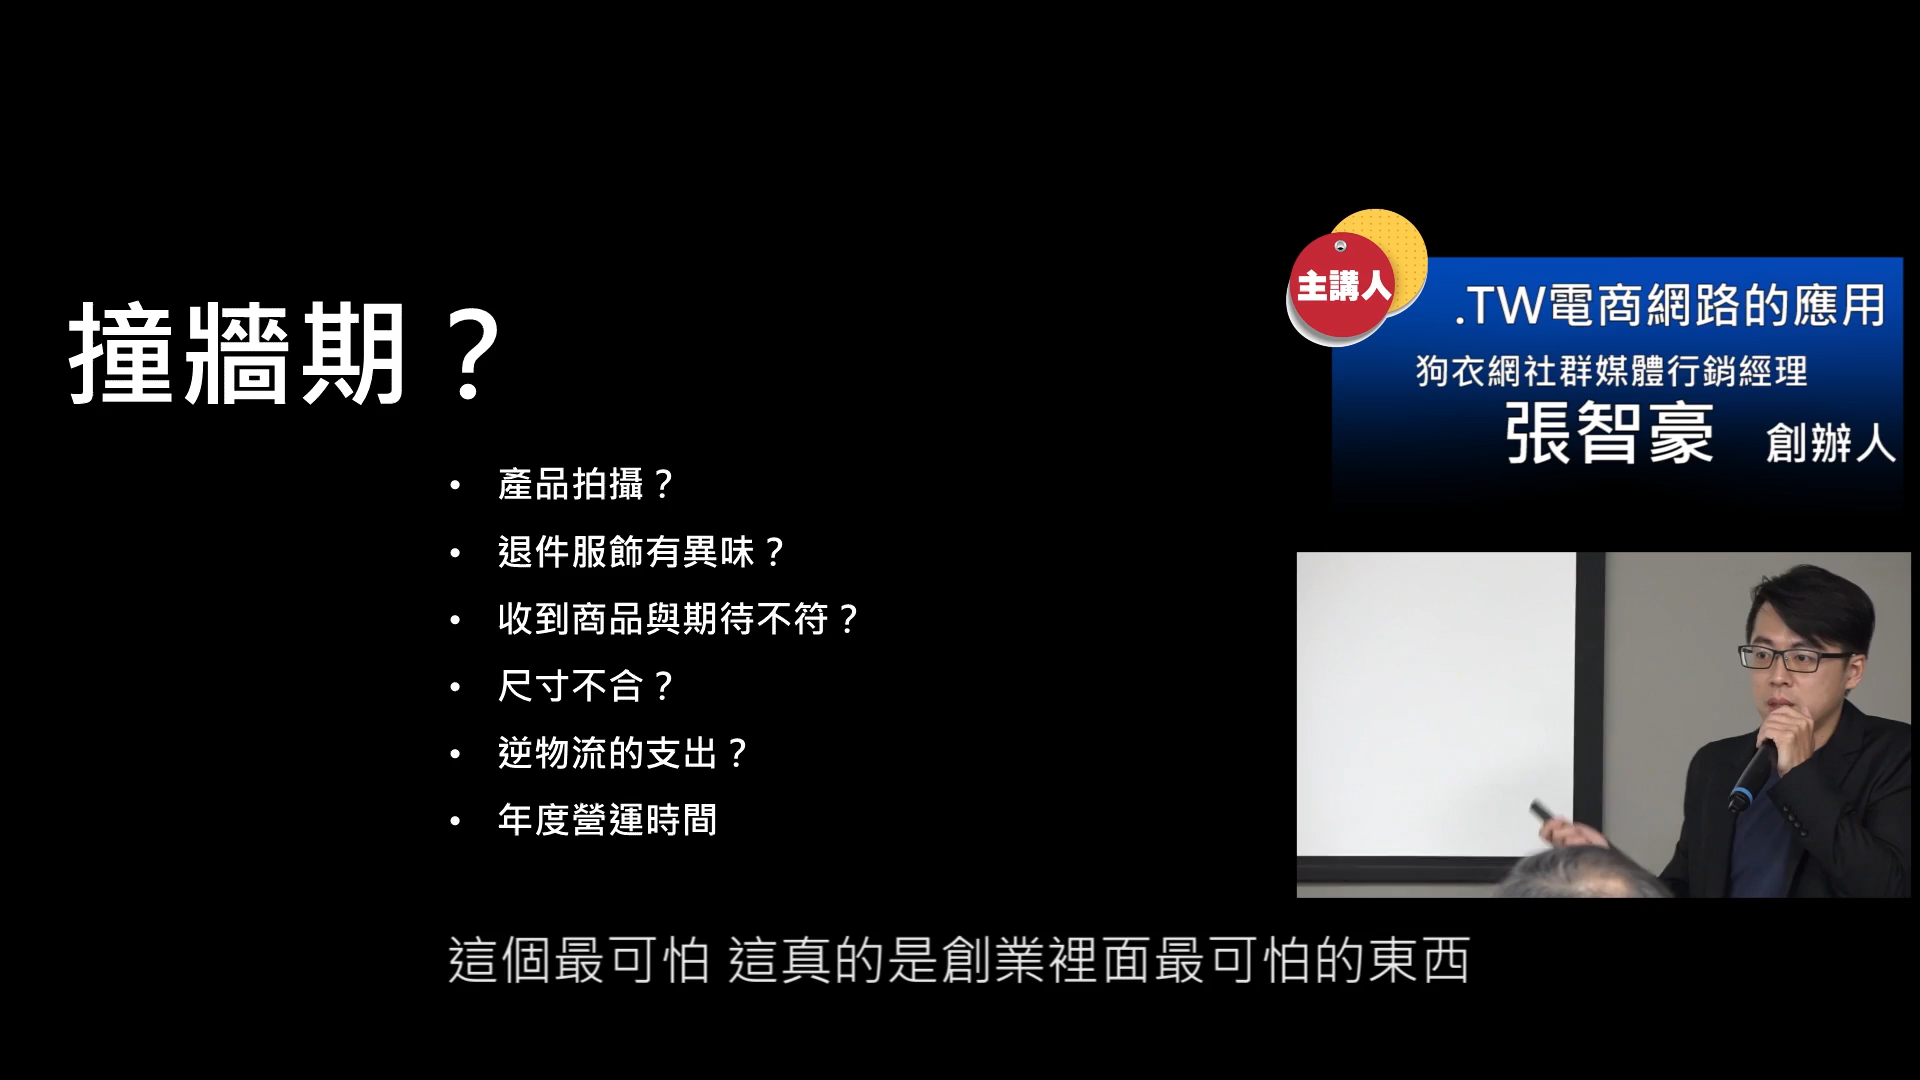 撞牆期？
• 產品拍攝？
• 退件服飾有異味？
• 收到商品與期待不符？
• 尺寸不合？
• 逆物流的支出？
• 年度營運時間
主講人
.TW電商網路的應用
狗衣網社群媒體行銷經理
張智豪 創辦人
這個最可怕 這真的是創業裡面最可怕的東西